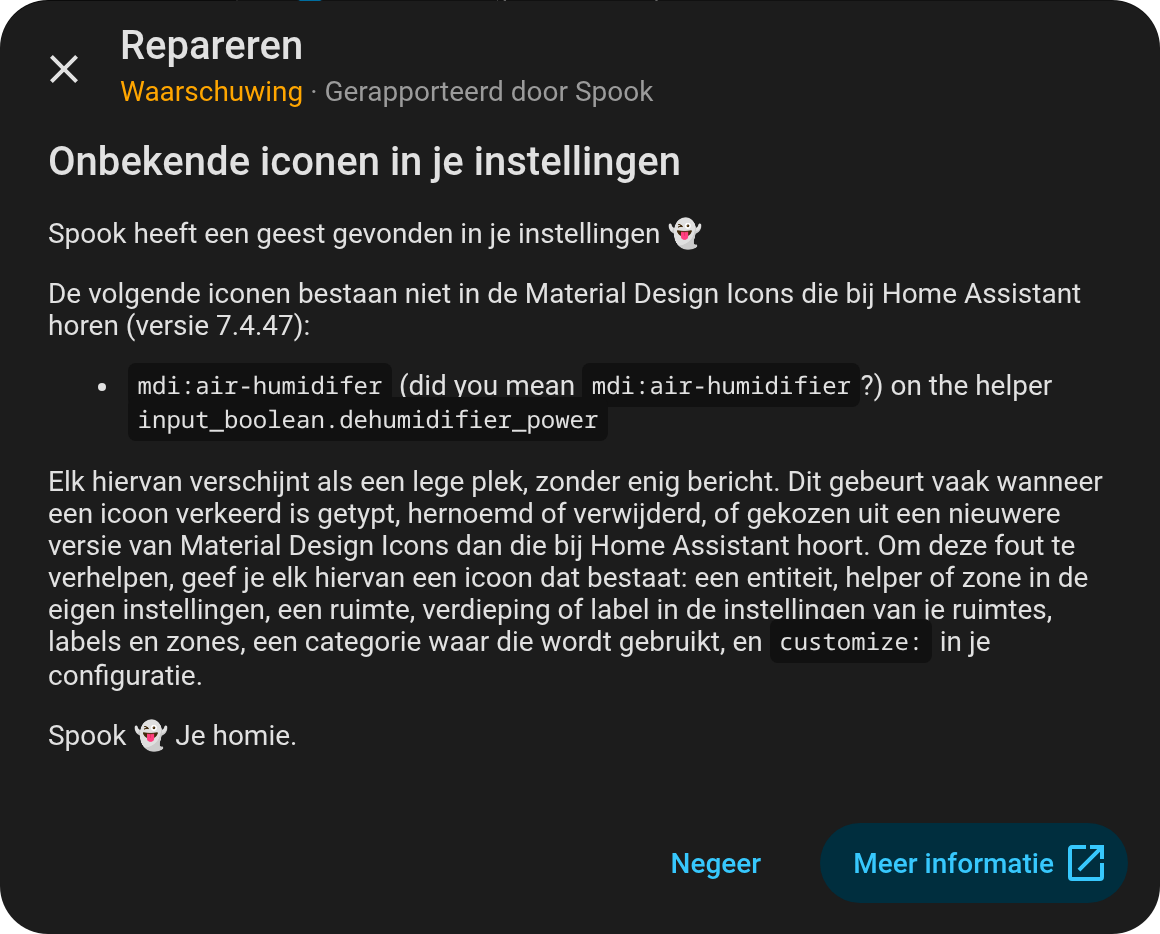 Repareren
Waarschuwing · Gerapporteerd door Spook
Onbekende iconen in je instellingen
Spook heeft een geest gevonden in je instellingen 👻
De volgende iconen bestaan niet in de Material Design Icons die bij Home Assistant
horen (versie 7.4.47):
• mdi:air-humidifer (did you mean mdi:air-humidifier?) on the helper
input_boolean.dehumidifier_power
Elk hiervan verschijnt als een lege plek, zonder enig bericht. Dit gebeurt vaak wanneer
een icoon verkeerd is getypt, hernoemd of verwijderd, of gekozen uit een nieuwere
versie van Material Design Icons dan die bij Home Assistant hoort. Om deze fout te
verhelpen, geef je elk hiervan een icoon dat bestaat: een entiteit, helper of zone in de
eigen instellingen, een ruimte, verdieping of label in de instellingen van je ruimtes,
labels en zones, een categorie waar die wordt gebruikt, en customize: in je
configuratie.
Spook 👻 Je homie.
Negeer
Meer informatie